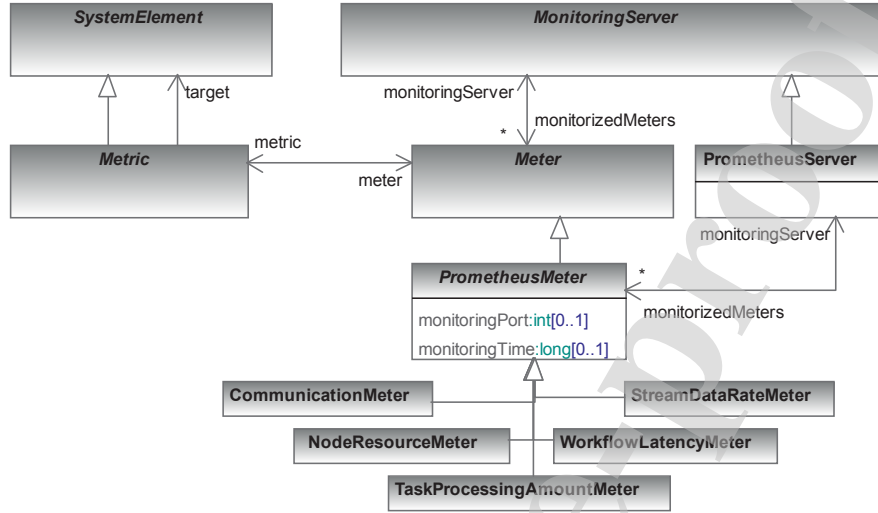 SystemElement
MonitoringServer
target
monitoringServer
monitorizedMeters
*
metric
Metric
Meter
PrometheusServer
meter
monitoringServer
PrometheusMeter
*
monitoringPort:int[0..1]
monitorizedMeters
monitoringTime:long[0..1]
CommunicationMeter
StreamDataRateMeter
NodeResourceMeter
WorkflowLatencyMeter
TaskProcessingAmountMeter